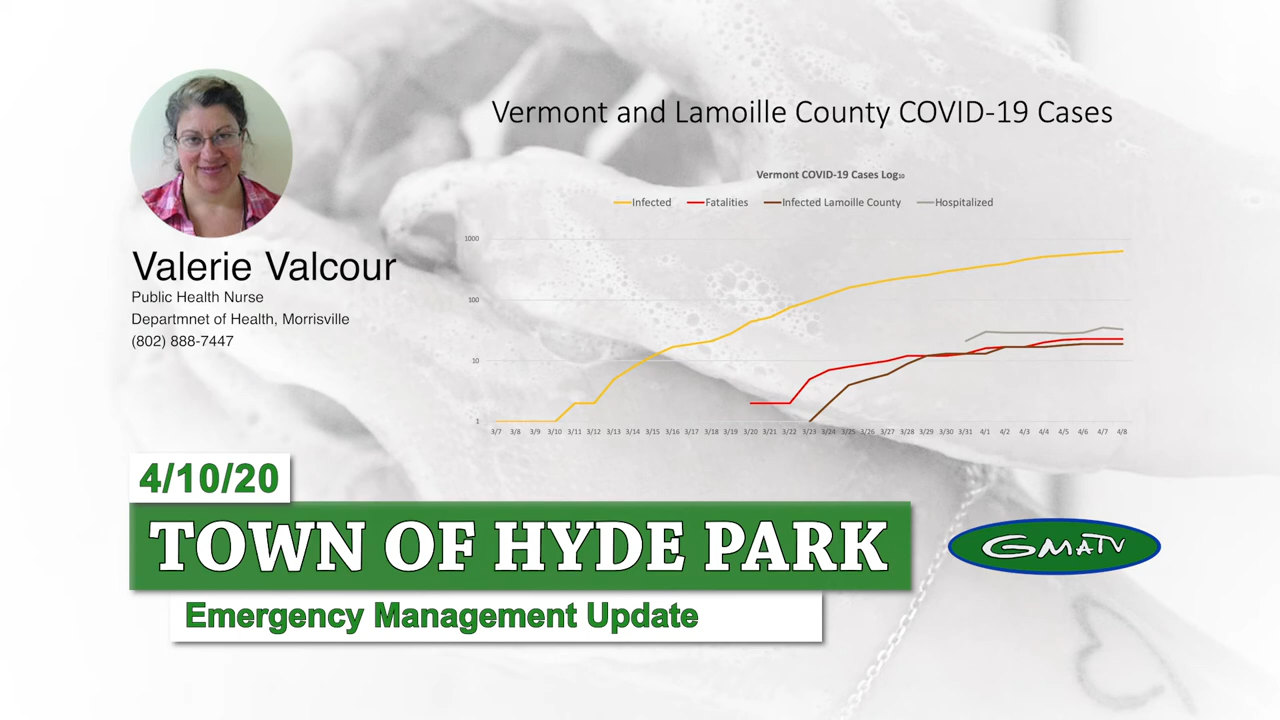 Vermont and Lamoille County COVID-19 Cases
Vermont COVID-19 Cases Log10
Infected Fatalities Infected Lamoille County Hospitalized
1000
100
10
1
3/7 3/8 3/9 3/10 3/11 3/12 3/13 3/14 3/15 3/16 3/17 3/18 3/19 3/20 3/21 3/22 3/23 3/24 3/25 3/26 3/27 3/28 3/29 3/30 3/31 4/1 4/2 4/3 4/4 4/5 4/6 4/7 4/8
Valerie Valcour
Public Health Nurse
Departmnet of Health, Morrisville
(802) 888-7447
4/10/20
TOWN OF HYDE PARK
GMATV
Emergency Management Update